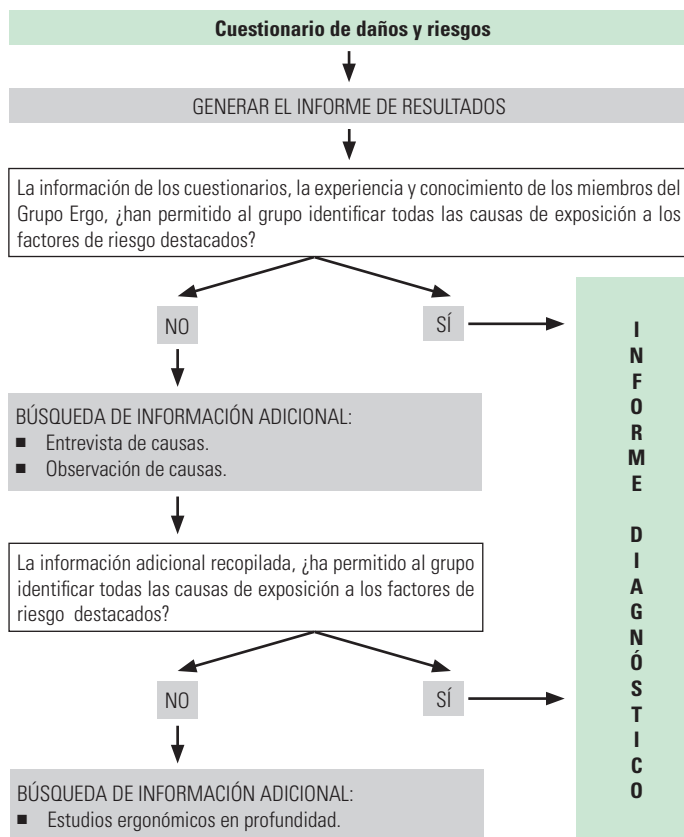 Cuestionario de daños y riesgos
GENERAR EL INFORME DE RESULTADOS
La información de los cuestionarios, la experiencia y conocimiento de los miembros del
Grupo Ergo, ¿han permitido al grupo identificar todas las causas de exposición a los
factores de riesgo destacados?
NO
SÍ
BÚSQUEDA DE INFORMACIÓN ADICIONAL:
■ Entrevista de causas.
■ Observación de causas.
La información adicional recopilada, ¿ha permitido al grupo
identificar todas las causas de exposición a los factores de
riesgo destacados?
NO
SÍ
BÚSQUEDA DE INFORMACIÓN ADICIONAL:
■ Estudios ergonómicos en profundidad.
INFORME DIAGNÓSTICO